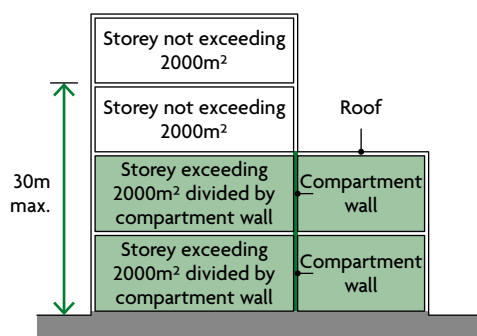 Storey not exceeding
2000m²
Storey not exceeding
2000m²
Roof
30m
max.
Storey exceeding
2000m² divided by
compartment wall
Compartment
wall
Storey exceeding
2000m² divided by
compartment wall
Compartment
wall